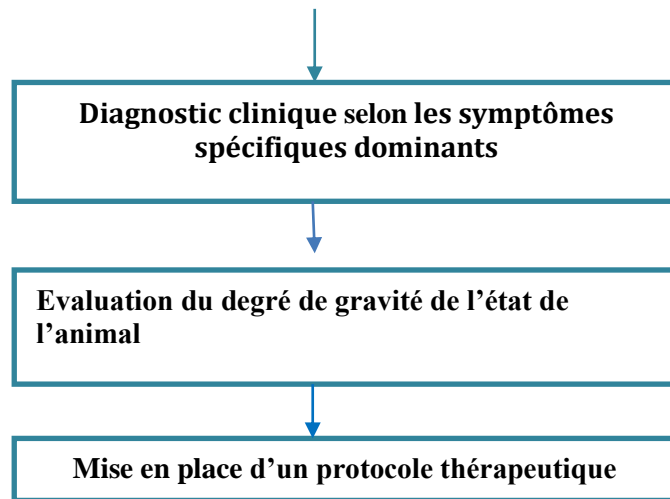 Diagnostic clinique selon les symptômes
spécifiques dominants
Evaluation du degré de gravité de l’état de
l’animal
Mise en place d’un protocole thérapeutique